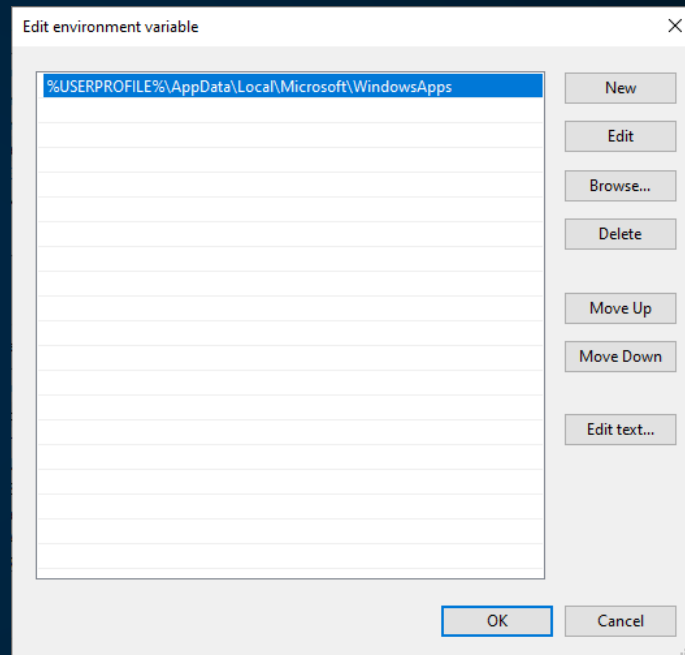 Edit environment variable
%USERPROFILE%\AppData\Local\Microsoft\WindowsApps
New
Edit
Browse...
Delete
Move Up
Move Down
Edit text...
OK
Cancel